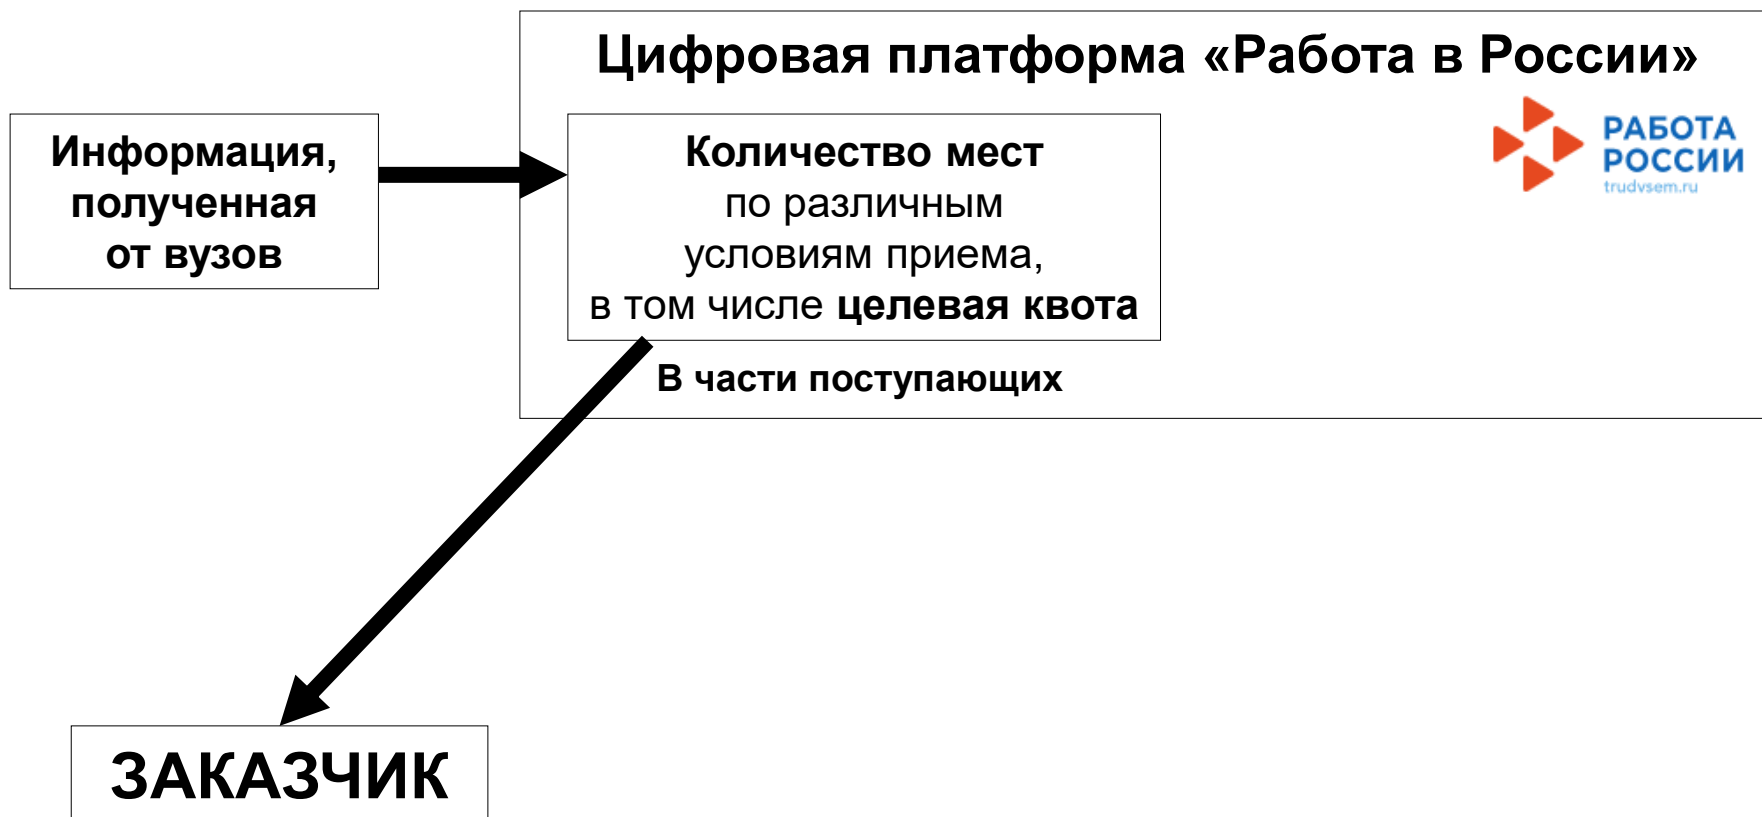 Цифровая платформа «Работа в России»
РАБОТА
РОССИИ
trudvsem.ru
Информация,
полученная
от вузов
Количество мест
по различным
условиям приема,
в том числе целевая квота
В части поступающих
ЗАКАЗЧИК